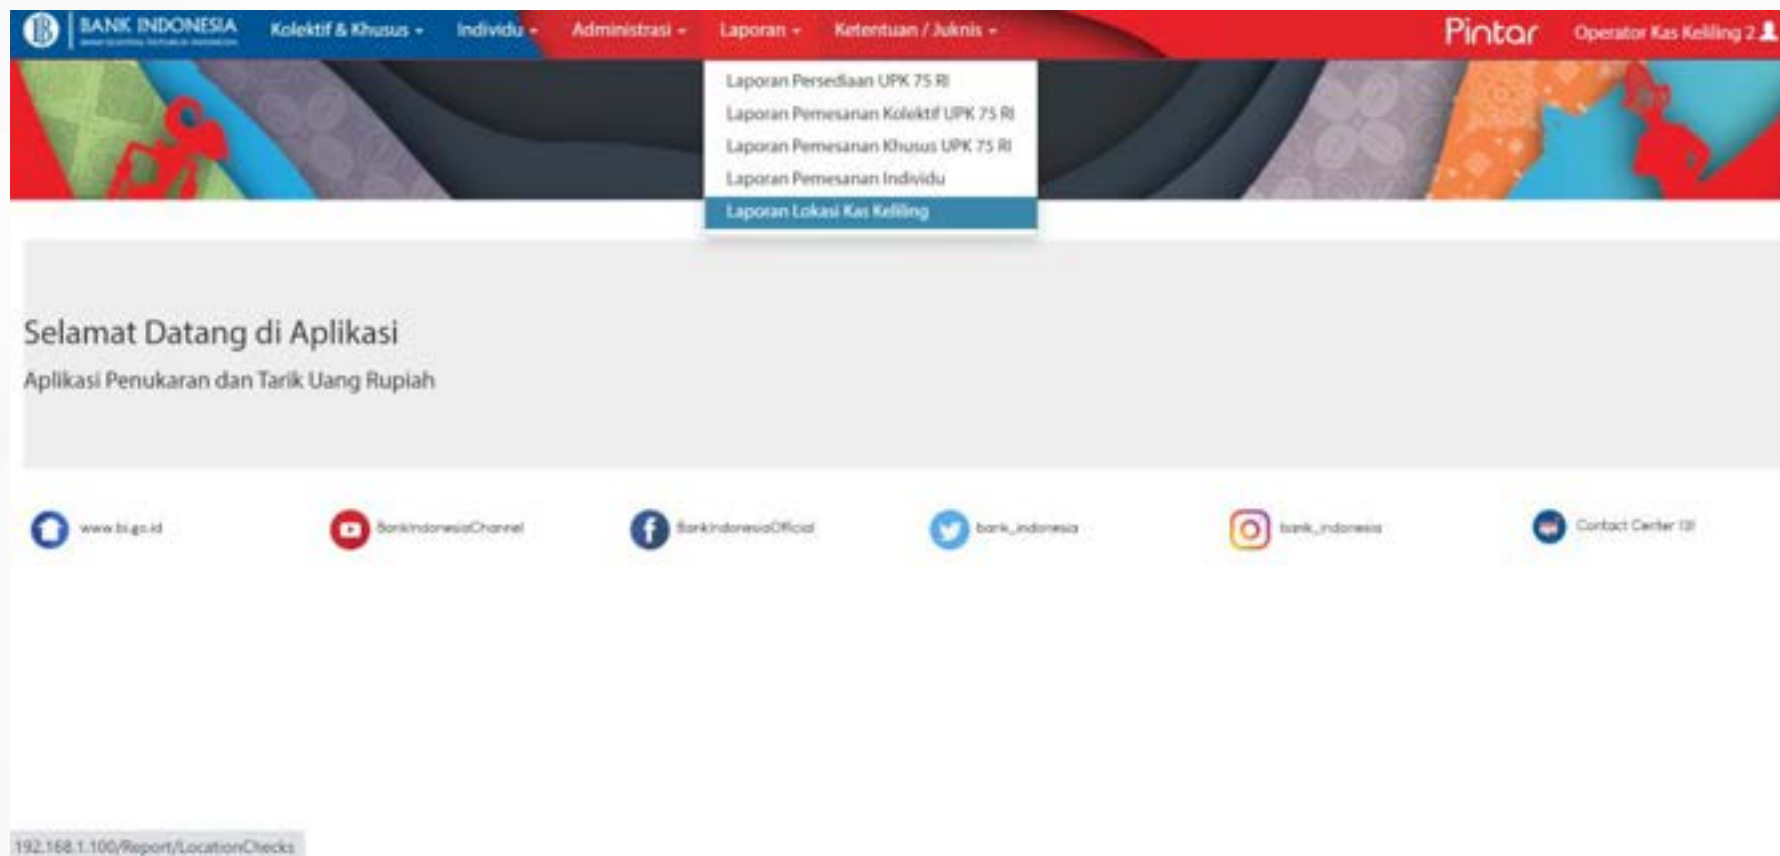 BANK INDONESIA Kolektif & Khusus Individu Administrasi Laporan Ketentuan / Juknis Pintar Operator Kas Keliling 2
Laporan Persediaan UPK 75 RI
Laporan Pemesanan Kolektif UPK 75 RI
Laporan Pemesanan Khusus UPK 75 RI
Laporan Pemesanan Individu
Laporan Lokasi Kas Keliling
Selamat Datang di Aplikasi
Aplikasi Penukaran dan Tarik Uang Rupiah
www.bi.go.id BankIndonesiaChannel BankIndonesiaOfficial bank_indonesia bank_indonesia Contact Center 131
192.168.1.100/Report/LocationChecks